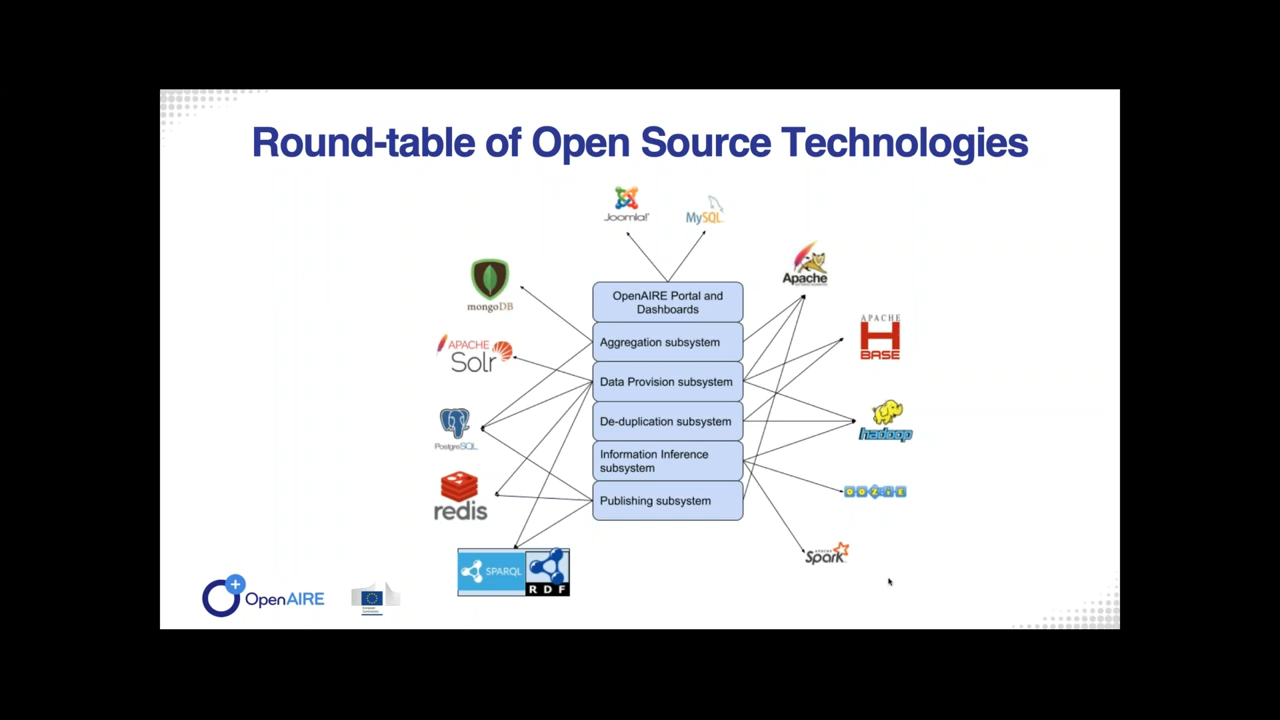 Round-table of Open Source Technologies
Joomla!
MySQL
Apache
mongoDB
OpenAIRE Portal and
Dashboards
APACHE
HBASE
Aggregation subsystem
APACHE
Solr
Data Provision subsystem
De-duplication subsystem
PostgreSQL
hadoop
Information Inference
subsystem
OOZIE
redis
Publishing subsystem
APACHE
Spark
SPARQL
RDF
OpenAIRE